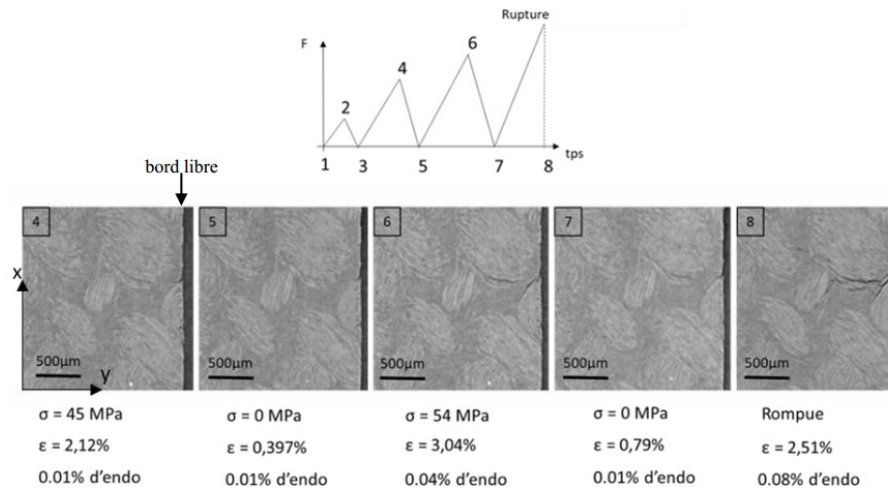 Rupture
F
6
4
2
1 3 5 7 8 tps
bord libre
4 5 6 7 8
x
500µm 500µm 500µm 500µm 500µm
y
σ = 45 MPa σ = 0 MPa σ = 54 MPa σ = 0 MPa Rompue
ε = 2,12% ε = 0,397% ε = 3,04% ε = 0,79% ε = 2,51%
0.01% d’endo 0.01% d’endo 0.04% d’endo 0.01% d’endo 0.08% d’endo